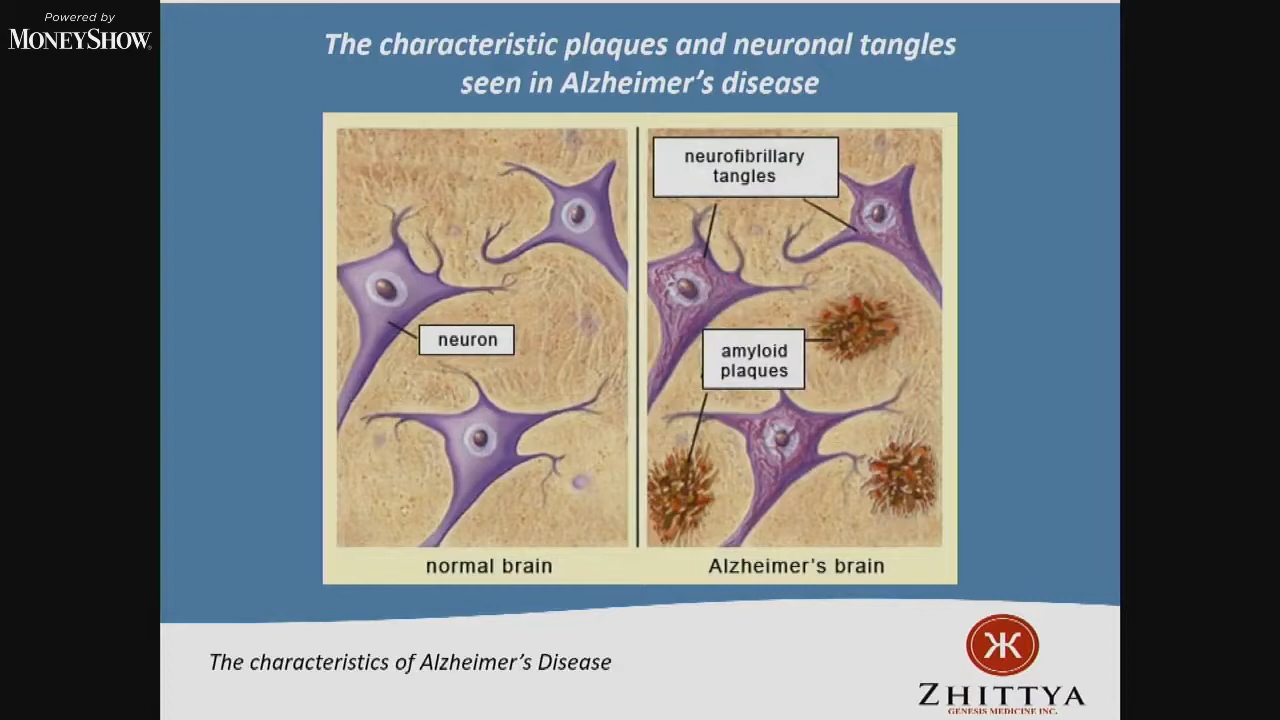 Powered by
MONEYSHOW®
The characteristic plaques and neuronal tangles
seen in Alzheimer's disease
neurofibrillary
tangles
neuron
amyloid
plaques
normal brain
Alzheimer's brain
The characteristics of Alzheimer's Disease
ZHITTYA
GENESIS MEDICINE INC.